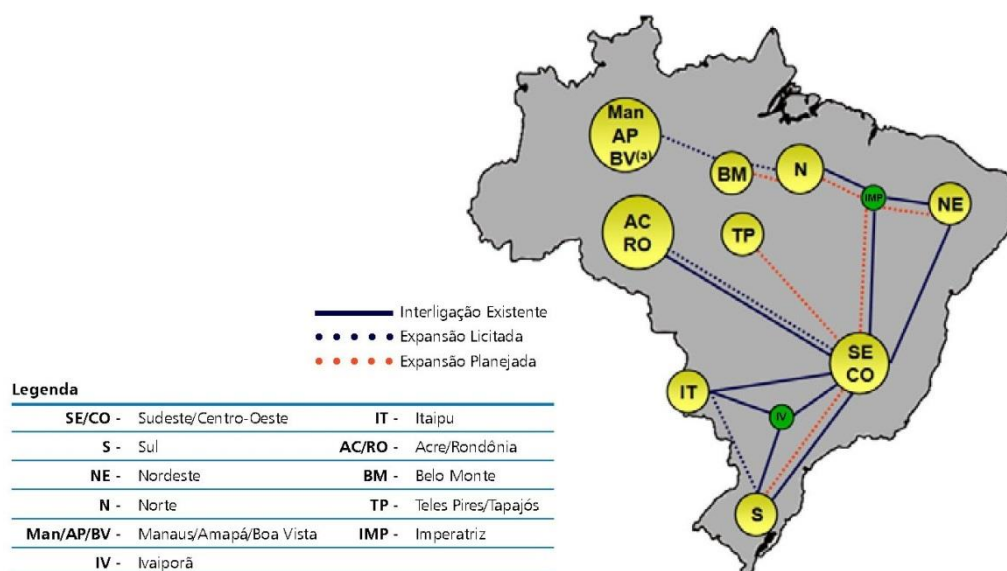 Man
AP
BV(a)
BM
N
IMP
NE
AC
RO
TP
SE
CO
IT
IV
S
Interligação Existente
Expansão Licitada
Expansão Planejada
Legenda
SE/CO - Sudeste/Centro-Oeste IT - Itaipu
S - Sul AC/RO - Acre/Rondônia
NE - Nordeste BM - Belo Monte
N - Norte TP - Teles Pires/Tapajós
Man/AP/BV - Manaus/Amapá/Boa Vista IMP - Imperatriz
IV - Ivaiporã